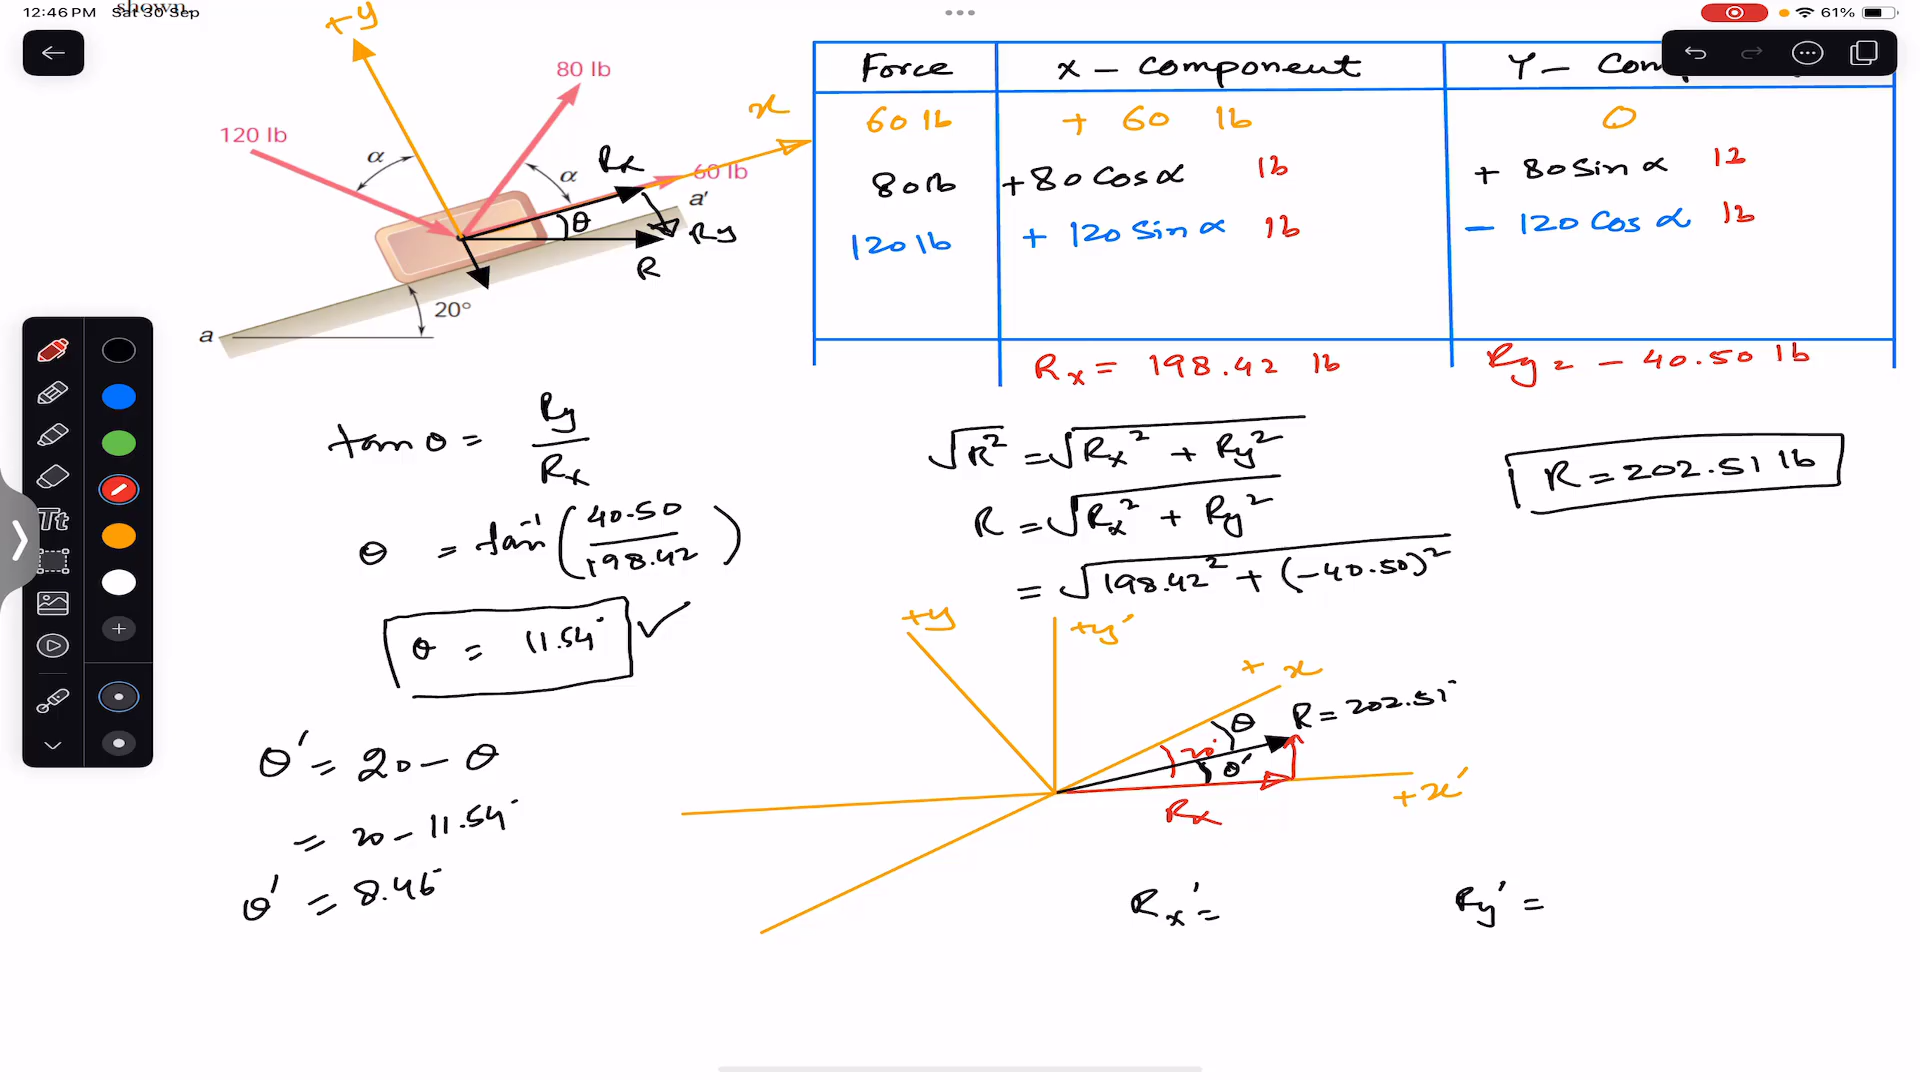 shown
12:46 PM Sat 30 Sep
61%
+y
80 lb
x
120 lb
α
Rx
α
60 lb
a'
θ
Ry
R
20°
a
Force
x – component
Y – Com
60 lb
+ 60 lb
0
80 lb
+80 cos α lb
+ 80 sin α lb
120 lb
+ 120 sin α lb
– 120 cos α lb
Rx = 198.42 lb
Ry = – 40.50 lb
tan θ = Ry / Rx
√R² = √Rx² + Ry²
R = 202.51 lb
θ = tan⁻¹ (40.50 / 198.42)
R = √Rx² + Ry²
= √198.42² + (–40.50)²
θ = 11.54°
Tt
+y
+y'
+ x
θ
R = 202.51
20°
θ'
+x'
Rx
θ' = 20 – θ
= 20 – 11.54°
θ' = 8.46°
Rx' =
Ry' =